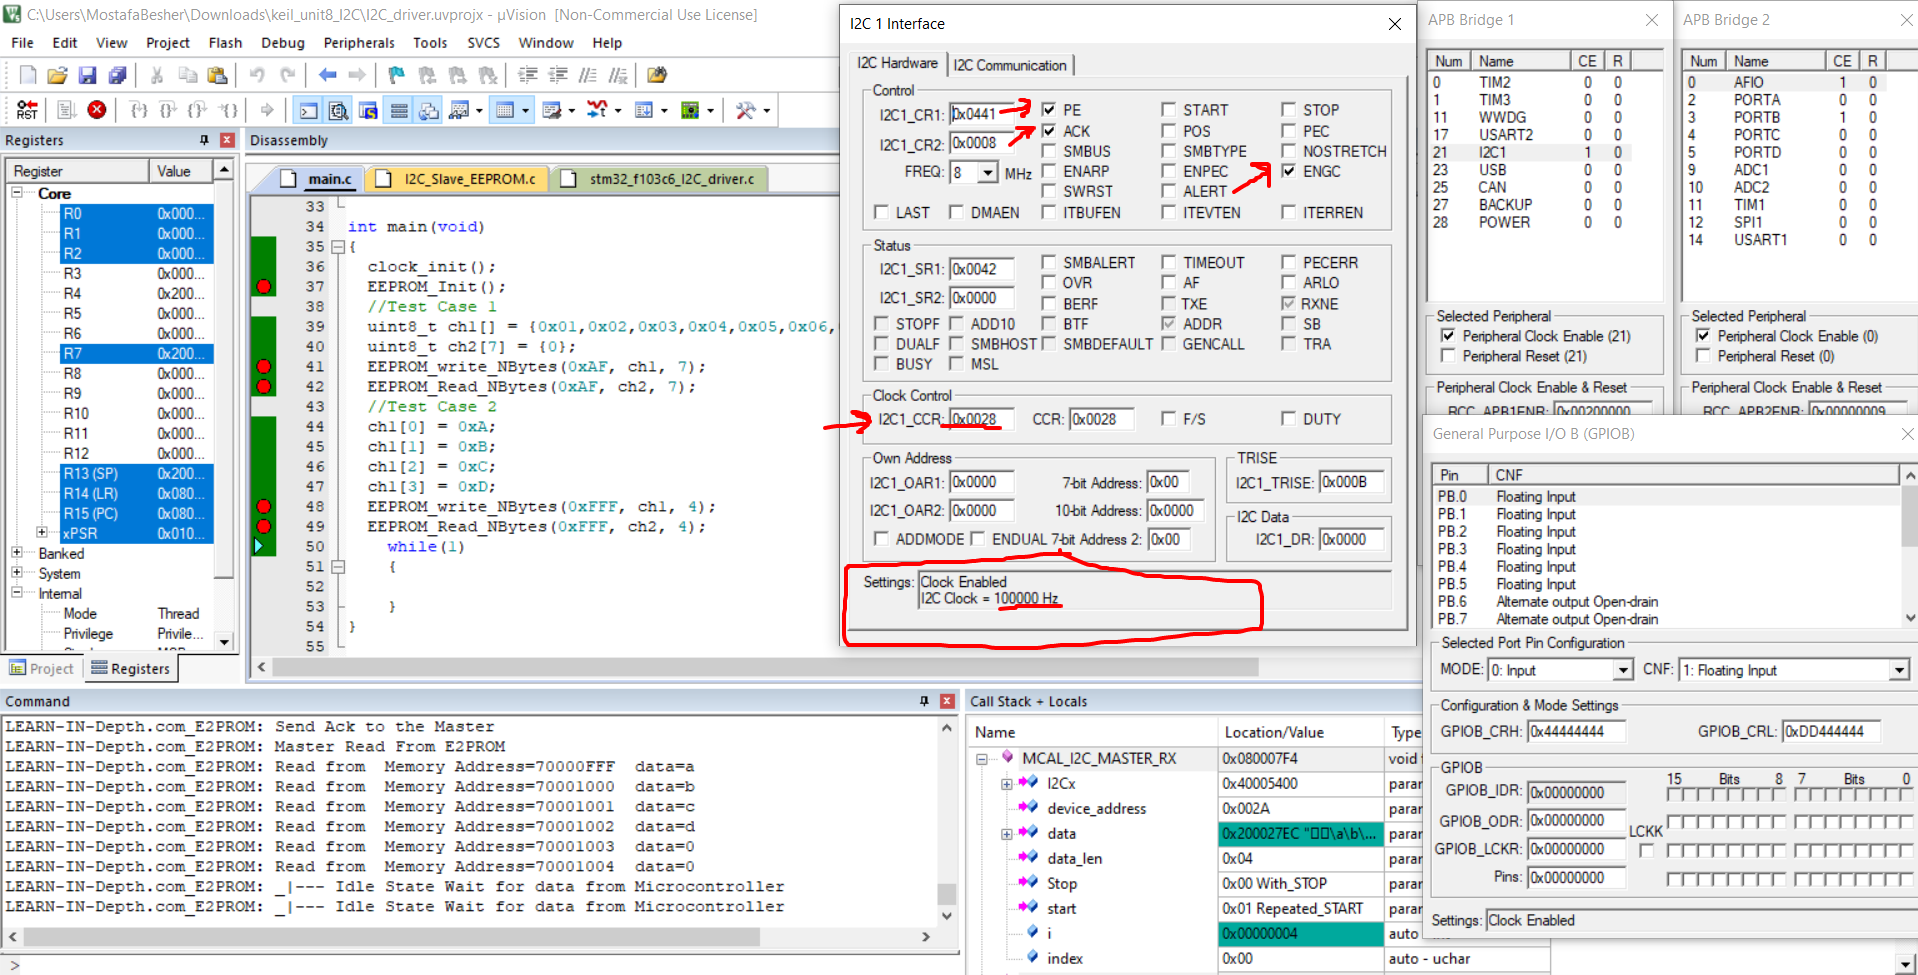 C:\Users\MostafaBesher\Downloads\keil_unit8_I2C\I2C_driver.uvprojx - µVision  [Non-Commercial Use License]
File Edit View Project Flash Debug Peripherals Tools SVCS Window Help
RST
Registers
Register Value
Core
R0 0x000...
R1 0x000...
R2 0x000...
R3 0x000...
R4 0x200...
R5 0x000...
R6 0x000...
R7 0x200...
R8 0x000...
R9 0x000...
R10 0x000...
R11 0x000...
R12 0x000...
R13 (SP) 0x200...
R14 (LR) 0x080...
R15 (PC) 0x080...
xPSR 0x010...
Banked
System
Internal
Mode Thread
Privilege Privile...
Project Registers
Disassembly
main.c I2C_Slave_EEPROM.c stm32_f103c6_I2C_driver.c
33
34 int main(void)
35 {
36 clock_init();
37 EEPROM_Init();
38 //Test Case 1
39 uint8_t ch1[] = {0x01,0x02,0x03,0x04,0x05,0x06,
40 uint8_t ch2[7] = {0};
41 EEPROM_write_NBytes(0xAF, ch1, 7);
42 EEPROM_Read_NBytes(0xAF, ch2, 7);
43 //Test Case 2
44 ch1[0] = 0xA;
45 ch1[1] = 0xB;
46 ch1[2] = 0xC;
47 ch1[3] = 0xD;
48 EEPROM_write_NBytes(0xFFF, ch1, 4);
49 EEPROM_Read_NBytes(0xFFF, ch2, 4);
50 while(1)
51 {
52
53 }
54 }
55
I2C 1 Interface
I2C Hardware I2C Communication
Control
I2C1_CR1: 0x0441 PE START STOP
ACK POS PEC
I2C1_CR2: 0x0008 SMBUS SMBTYPE NOSTRETCH
FREQ: 8 MHz ENARP ENPEC ENGC
SWRST ALERT
LAST DMAEN ITBUFEN ITEVTEN ITERREN
Status
I2C1_SR1: 0x0042 SMBALERT TIMEOUT PECERR
OVR AF ARLO
I2C1_SR2: 0x0000 BERF TXE RXNE
STOPF ADD10 BTF ADDR SB
DUALF SMBHOST SMBDEFAULT GENCALL TRA
BUSY MSL
Clock Control
I2C1_CCR: 0x0028 CCR: 0x0028 F/S DUTY
Own Address
I2C1_OAR1: 0x0000 7-bit Address: 0x00
I2C1_OAR2: 0x0000 10-bit Address: 0x0000
ADDMODE ENDUAL 7-bit Address 2: 0x00
TRISE
I2C1_TRISE: 0x000B
I2C Data
I2C1_DR: 0x0000
Settings: Clock Enabled
I2C Clock = 100000 Hz
APB Bridge 1
Num Name CE R
0 TIM2 0 0
1 TIM3 0 0
11 WWDG 0 0
17 USART2 0 0
21 I2C1 1 0
23 USB 0 0
25 CAN 0 0
27 BACKUP 0 0
28 POWER 0 0
Selected Peripheral
Peripheral Clock Enable (21)
Peripheral Reset (21)
Peripheral Clock Enable & Reset
RCC_APB1ENR: 0x00200000
APB Bridge 2
Num Name CE R
0 AFIO 1 0
2 PORTA 0 0
3 PORTB 1 0
4 PORTC 0 0
5 PORTD 0 0
9 ADC1 0 0
10 ADC2 0 0
11 TIM1 0 0
12 SPI1 0 0
14 USART1 0 0
Selected Peripheral
Peripheral Clock Enable (0)
Peripheral Reset (0)
Peripheral Clock Enable & Reset
RCC_APB2ENR: 0x00000009
General Purpose I/O B (GPIOB)
Pin CNF
PB.0 Floating Input
PB.1 Floating Input
PB.2 Floating Input
PB.3 Floating Input
PB.4 Floating Input
PB.5 Floating Input
PB.6 Alternate output Open-drain
PB.7 Alternate output Open-drain
Selected Port Pin Configuration
MODE: 0: Input CNF: 1: Floating Input
Configuration & Mode Settings
GPIOB_CRH: 0x44444444 GPIOB_CRL: 0xDD444444
GPIOB
15 Bits 8 7 Bits 0
GPIOB_IDR: 0x00000000
GPIOB_ODR: 0x00000000
LCKK
GPIOB_LCKR: 0x00000000
Pins: 0x00000000
Settings: Clock Enabled
Command
LEARN-IN-Depth.com_E2PROM: Send Ack to the Master
LEARN-IN-Depth.com_E2PROM: Master Read From E2PROM
LEARN-IN-Depth.com_E2PROM: Read from  Memory Address=70000FFF  data=a
LEARN-IN-Depth.com_E2PROM: Read from  Memory Address=70001000  data=b
LEARN-IN-Depth.com_E2PROM: Read from  Memory Address=70001001  data=c
LEARN-IN-Depth.com_E2PROM: Read from  Memory Address=70001002  data=d
LEARN-IN-Depth.com_E2PROM: Read from  Memory Address=70001003  data=0
LEARN-IN-Depth.com_E2PROM: Read from  Memory Address=70001004  data=0
LEARN-IN-Depth.com_E2PROM: _|--- Idle State Wait for data from Microcontroller
LEARN-IN-Depth.com_E2PROM: _|--- Idle State Wait for data from Microcontroller
>
Call Stack + Locals
Name Location/Value Type
MCAL_I2C_MASTER_RX 0x080007F4 void
I2Cx 0x40005400 parar
device_address 0x002A parar
data 0x200027EC "\a\b\... parar
data_len 0x04 parar
Stop 0x00 With_STOP parar
start 0x01 Repeated_START parar
i 0x00000004 auto -
index 0x00 auto - uchar